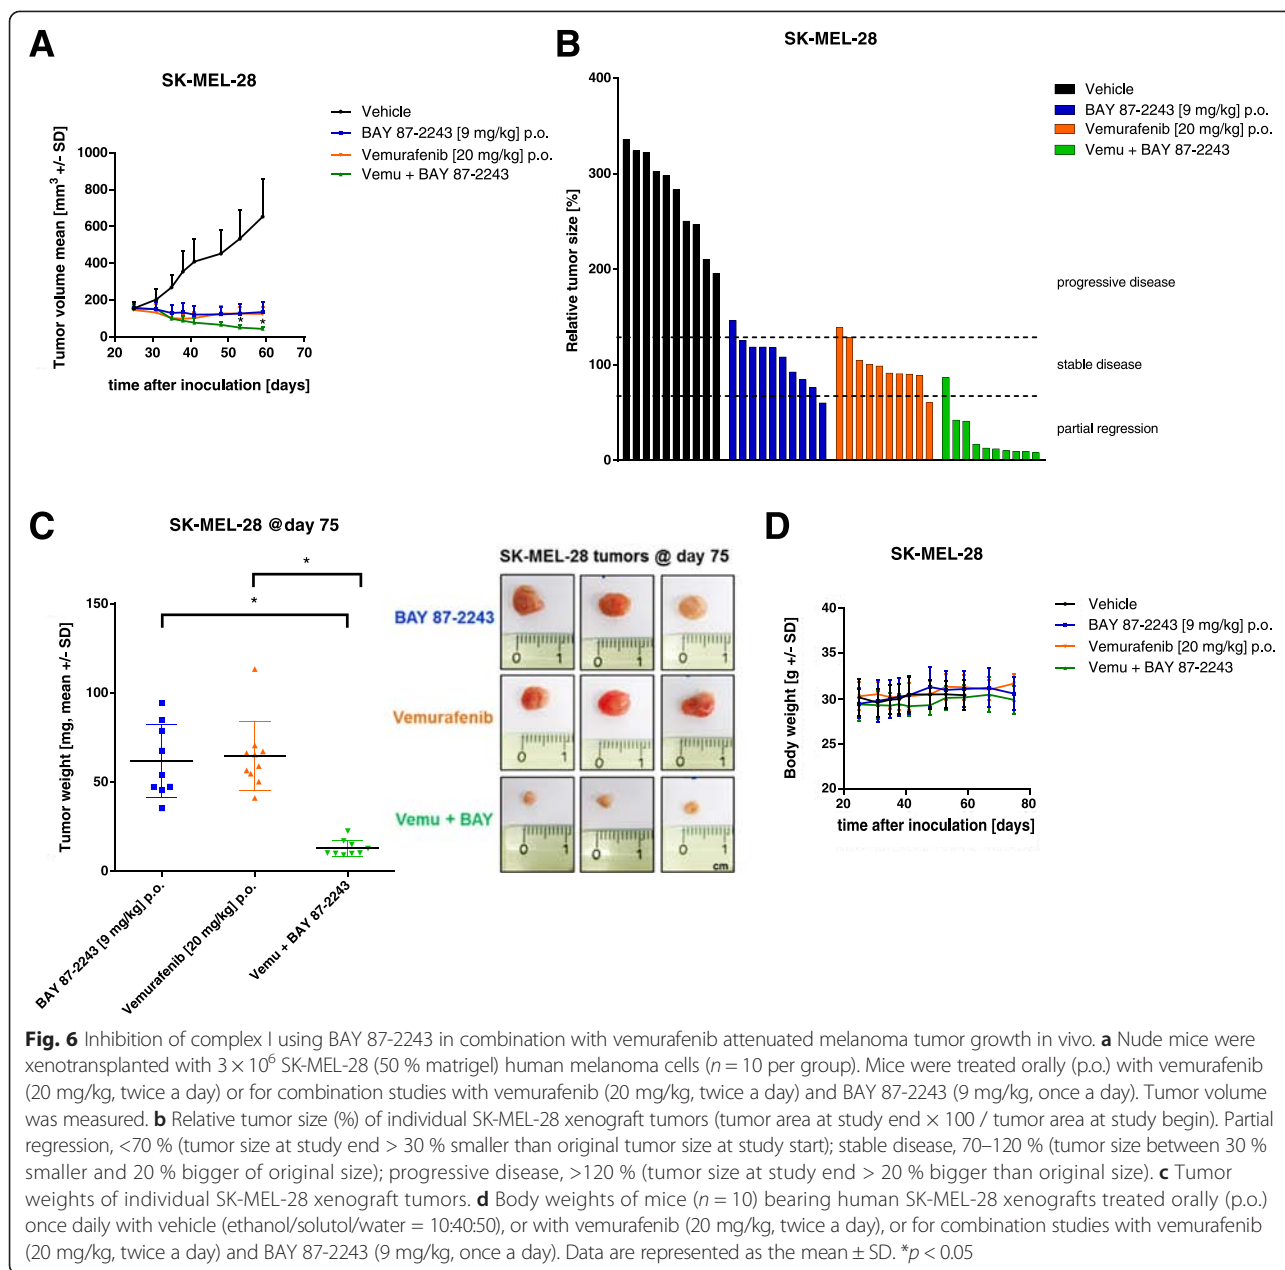 A
SK-MEL-28
Vehicle
BAY 87-2243 [9 mg/kg] p.o.
Vemurafenib [20 mg/kg] p.o.
Vemu + BAY 87-2243
Tumor volume mean [mm³ +/- SD]
1000
800
600
400
200
0
* *
20 30 40 50 60 70
time after inoculation [days]
B
SK-MEL-28
Vehicle
BAY 87-2243 [9 mg/kg] p.o.
Vemurafenib [20 mg/kg] p.o.
Vemu + BAY 87-2243
Relative tumor size [%]
400
300
200
100
0
progressive disease
stable disease
partial regression
C
SK-MEL-28 @day 75
*
*
Tumor weight [mg, mean +/- SD]
150
100
50
0
BAY 87-2243 [9 mg/kg] p.o.
Vemurafenib [20 mg/kg] p.o.
Vemu + BAY 87-2243
SK-MEL-28 tumors @ day 75
BAY 87-2243
0 1 0 1 0 1
Vemurafenib
0 1 0 1 0 1
Vemu + BAY
0 1 0 1 0 1
cm
D
SK-MEL-28
Vehicle
BAY 87-2243 [9 mg/kg] p.o.
Vemurafenib [20 mg/kg] p.o.
Vemu + BAY 87-2243
Body weight [g +/- SD]
40
35
30
25
20
20 40 60 80
time after inoculation [days]
Fig. 6 Inhibition of complex I using BAY 87-2243 in combination with vemurafenib attenuated melanoma tumor growth in vivo. a Nude mice were
xenotransplanted with 3 × 10⁶ SK-MEL-28 (50 % matrigel) human melanoma cells (n = 10 per group). Mice were treated orally (p.o.) with vemurafenib
(20 mg/kg, twice a day) or for combination studies with vemurafenib (20 mg/kg, twice a day) and BAY 87-2243 (9 mg/kg, once a day). Tumor volume
was measured. b Relative tumor size (%) of individual SK-MEL-28 xenograft tumors (tumor area at study end × 100 / tumor area at study begin). Partial
regression, <70 % (tumor size at study end > 30 % smaller than original tumor size at study start); stable disease, 70–120 % (tumor size between 30 %
smaller and 20 % bigger of original size); progressive disease, >120 % (tumor size at study end > 20 % bigger than original size). c Tumor
weights of individual SK-MEL-28 xenograft tumors. d Body weights of mice (n = 10) bearing human SK-MEL-28 xenografts treated orally (p.o.)
once daily with vehicle (ethanol/solutol/water = 10:40:50), or with vemurafenib (20 mg/kg, twice a day), or for combination studies with vemurafenib
(20 mg/kg, twice a day) and BAY 87-2243 (9 mg/kg, once a day). Data are represented as the mean ± SD. *p < 0.05